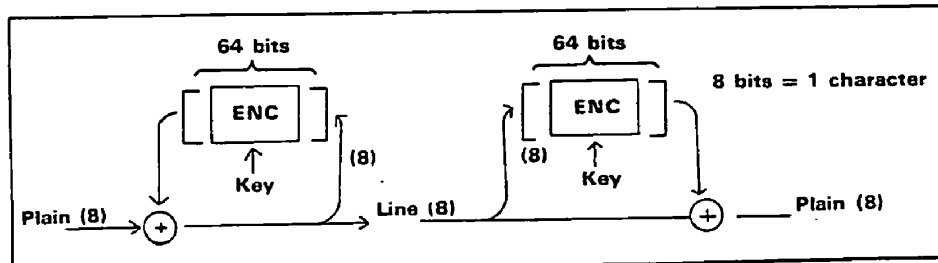 64 bits
64 bits
8 bits = 1 character
ENC
ENC
(8)
(8)
Key
Key
Plain (8)
+
Line (8)
+
Plain (8)